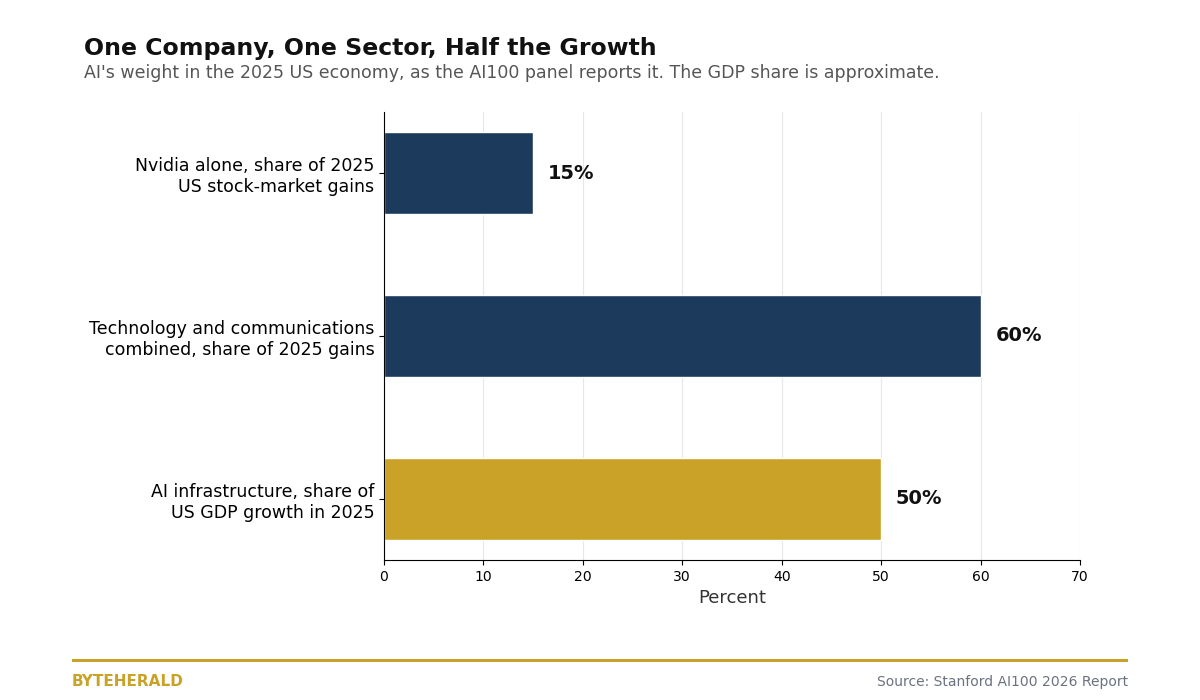 One Company, One Sector, Half the Growth
AI's weight in the 2025 US economy, as the AI100 panel reports it. The GDP share is approximate.
Nvidia alone, share of 2025
US stock-market gains
15%
Technology and communications
combined, share of 2025 gains
60%
AI infrastructure, share of
US GDP growth in 2025
50%
0 10 20 30 40 50 60 70
Percent
BYTEHERALD
Source: Stanford AI100 2026 Report